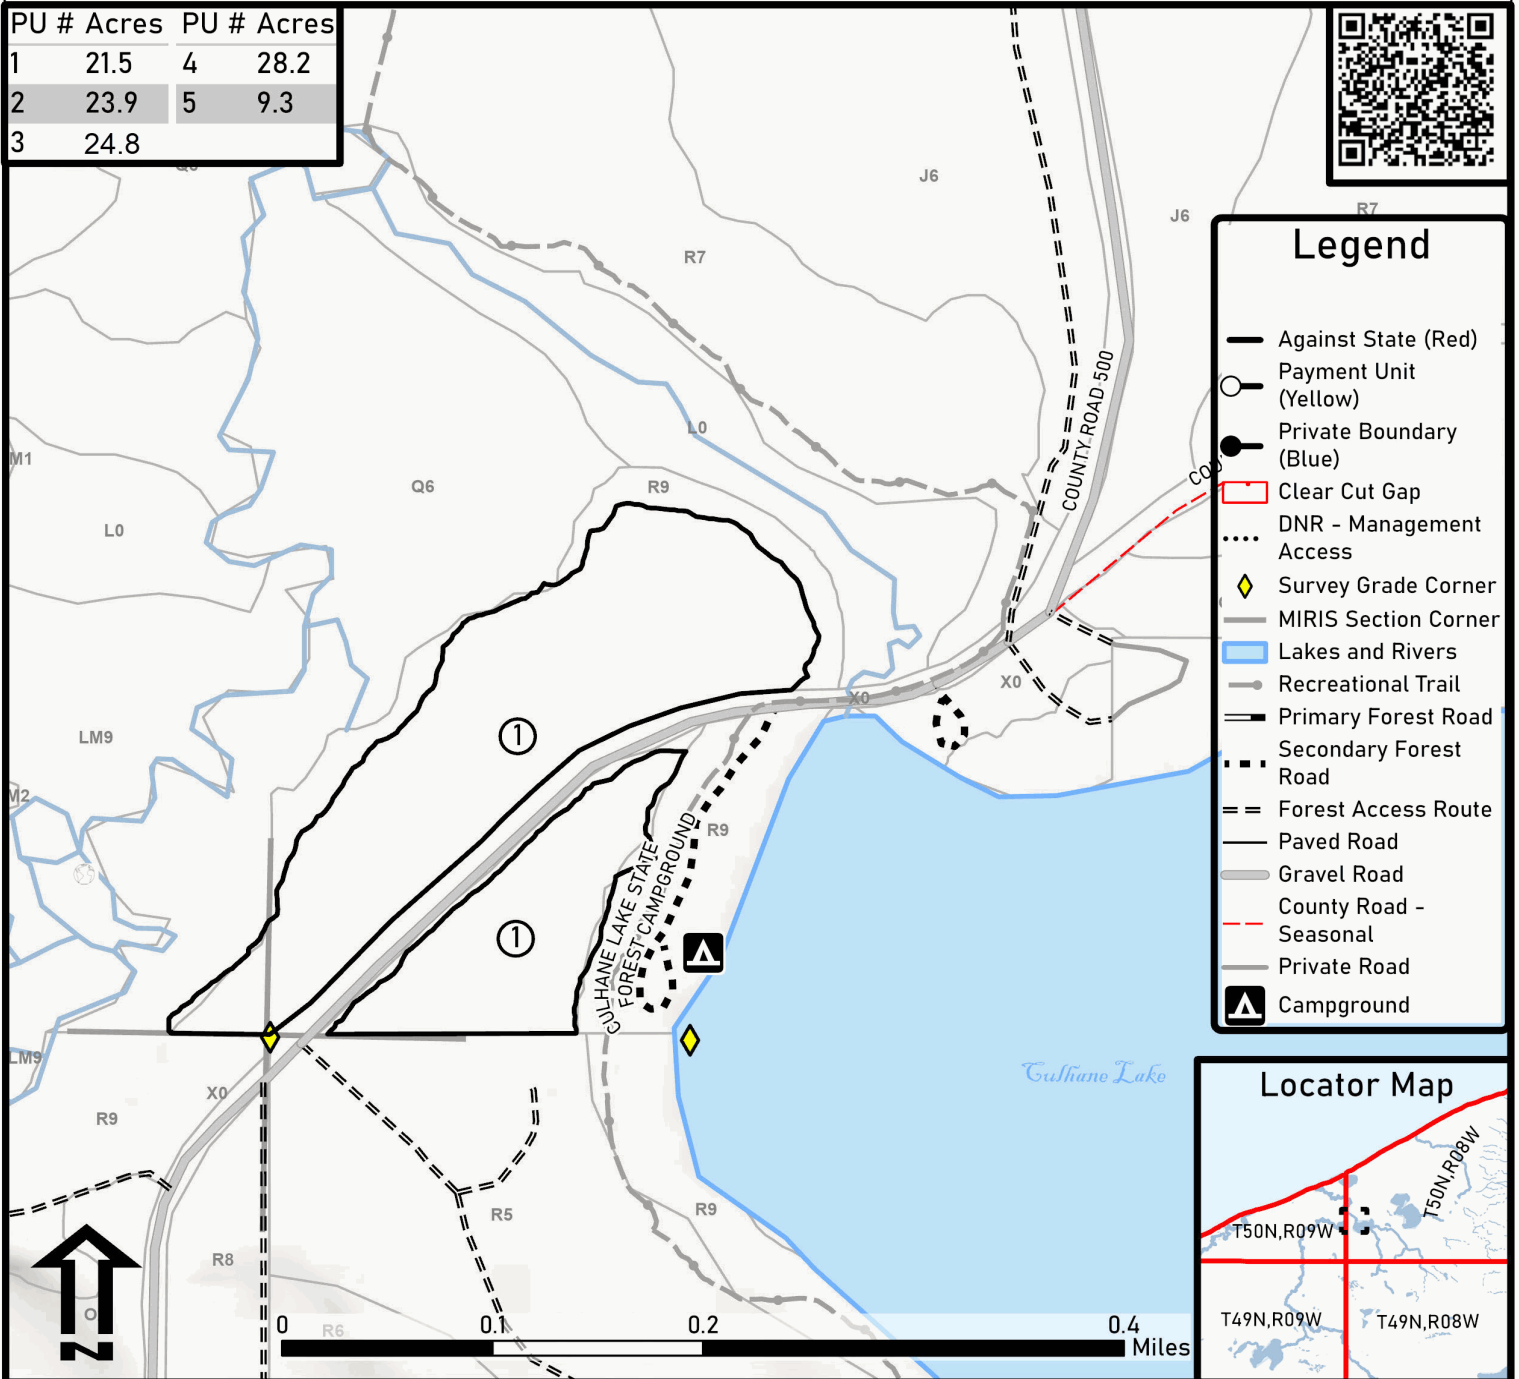 PU # Acres PU # Acres
1 21.5 4 28.2
2 23.9 5 9.3
3 24.8
J6
J6
R7
R7
L0
M1
Q6
R9
L0
COUNTY ROAD 500
COU
LM9
M2
X0
X0
R9
1
1
CULHANE LAKE STATE
FOREST CAMPGROUND
LM9
X0
R9
Culhane Lake
R5
R9
R8
O
R6
N
0 0.1 0.2 0.4
Miles
Legend
Against State (Red)
Payment Unit
(Yellow)
Private Boundary
(Blue)
Clear Cut Gap
DNR - Management
Access
Survey Grade Corner
MIRIS Section Corner
Lakes and Rivers
Recreational Trail
Primary Forest Road
Secondary Forest
Road
Forest Access Route
Paved Road
Gravel Road
County Road -
Seasonal
Private Road
Campground
Locator Map
T50N,R08W
T50N,R09W
T49N,R09W
T49N,R08W